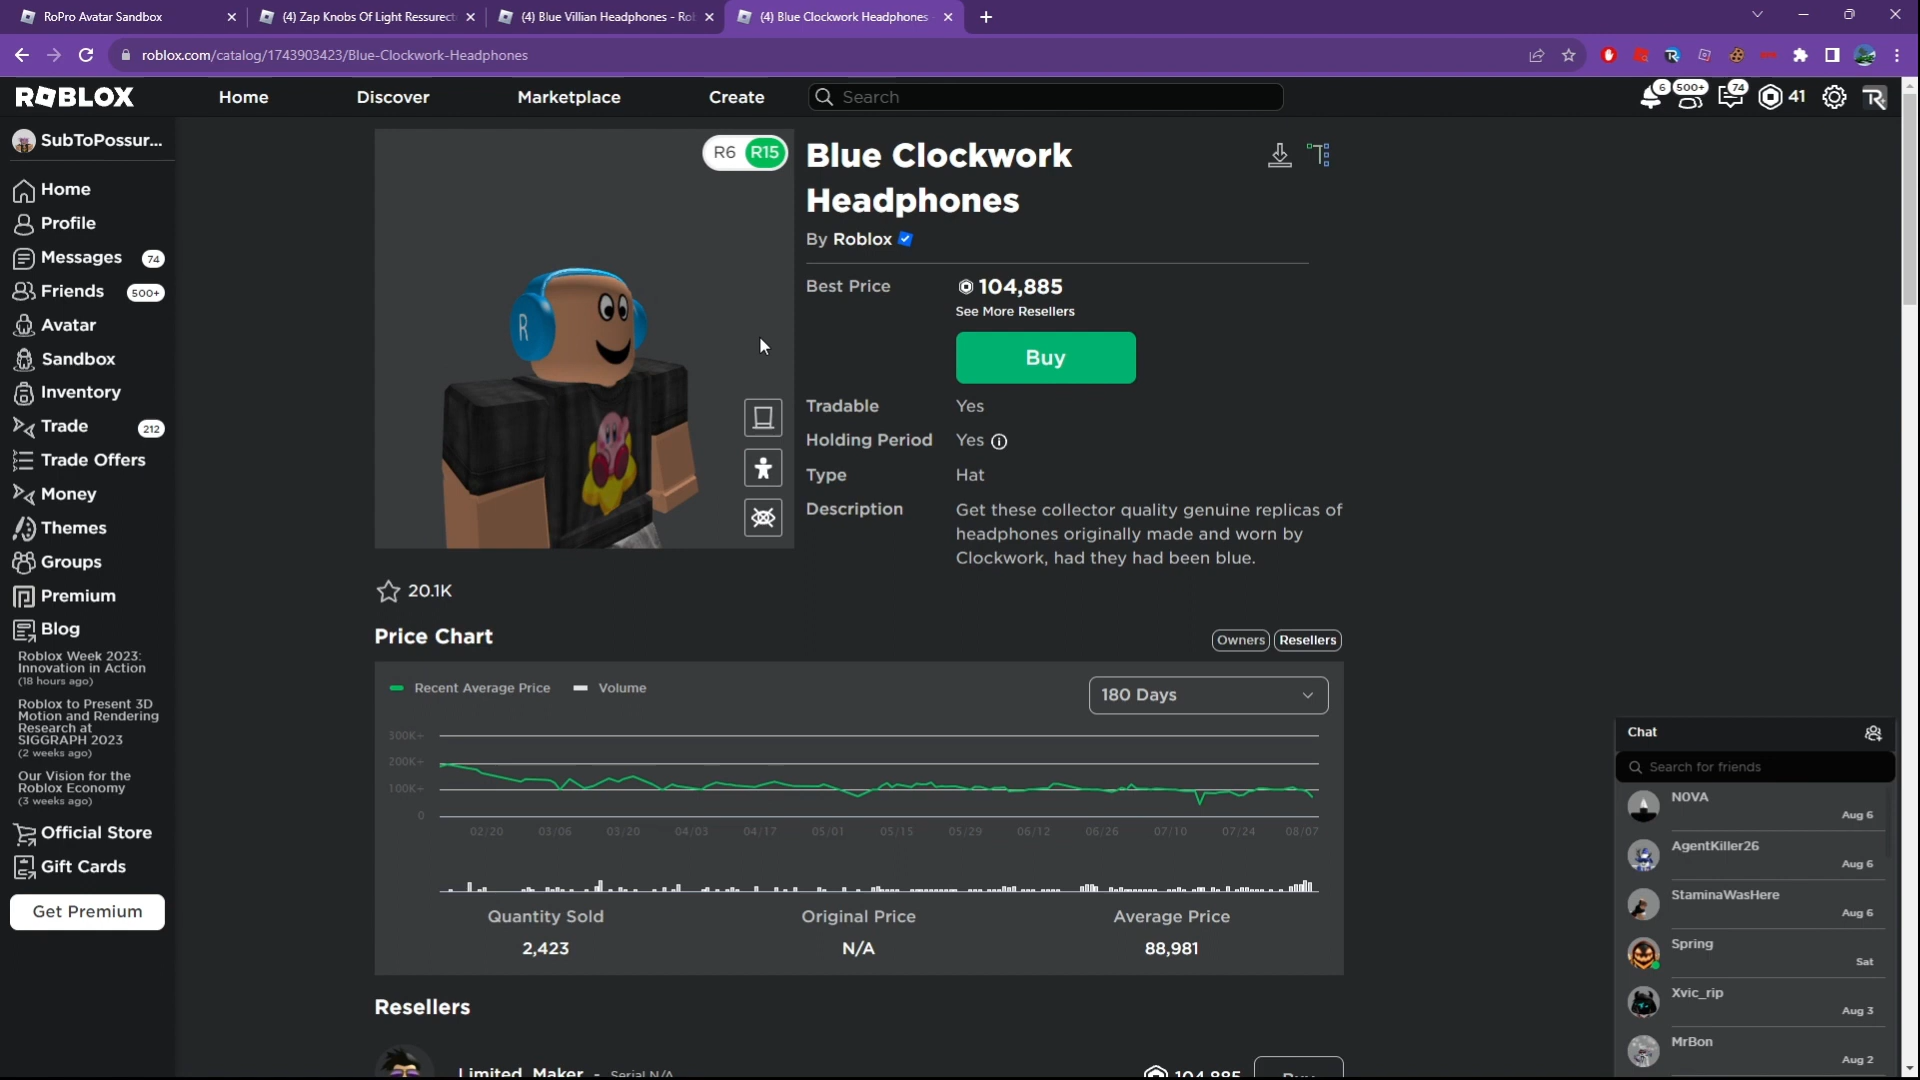 RoPro Avatar Sandbox
(4) Zap Knobs Of Light Ressurect
(4) Blue Villian Headphones - Ro
(4) Blue Clockwork Headphones
roblox.com/catalog/1743903423/Blue-Clockwork-Headphones
ROBLOX
Home
Discover
Marketplace
Create
Search
6
500+
74
41
SubToPossur...
Home
Profile
Messages 74
Friends 500+
Avatar
Sandbox
Inventory
Trade 212
Trade Offers
Money
Themes
Groups
Premium
Blog
Roblox Week 2023:
Innovation in Action
(18 hours ago)
Roblox to Present 3D
Motion and Rendering
Research at
SIGGRAPH 2023
(2 weeks ago)
Our Vision for the
Roblox Economy
(3 weeks ago)
Official Store
Gift Cards
Get Premium
R6 R15
R
Blue Clockwork
Headphones
By Roblox
Best Price 104,885
See More Resellers
Buy
Tradable Yes
Holding Period Yes
Type Hat
Description Get these collector quality genuine replicas of
headphones originally made and worn by
Clockwork, had they had been blue.
20.1K
Price Chart
Owners Resellers
Recent Average Price Volume
180 Days
300K+
200K+
100K+
0
02/20 03/06 03/20 04/03 04/17 05/01 05/15 05/29 06/12 06/26 07/10 07/24 08/07
Quantity Sold Original Price Average Price
2,423 N/A 88,981
Resellers
Limited_Maker - Serial N/A 104,885 Buy
Chat
Search for friends
N0VA
Aug 6
AgentKiller26
Aug 6
StaminaWasHere
Aug 6
Spring
Sat
Xvic_rip
Aug 3
MrBon
Aug 2